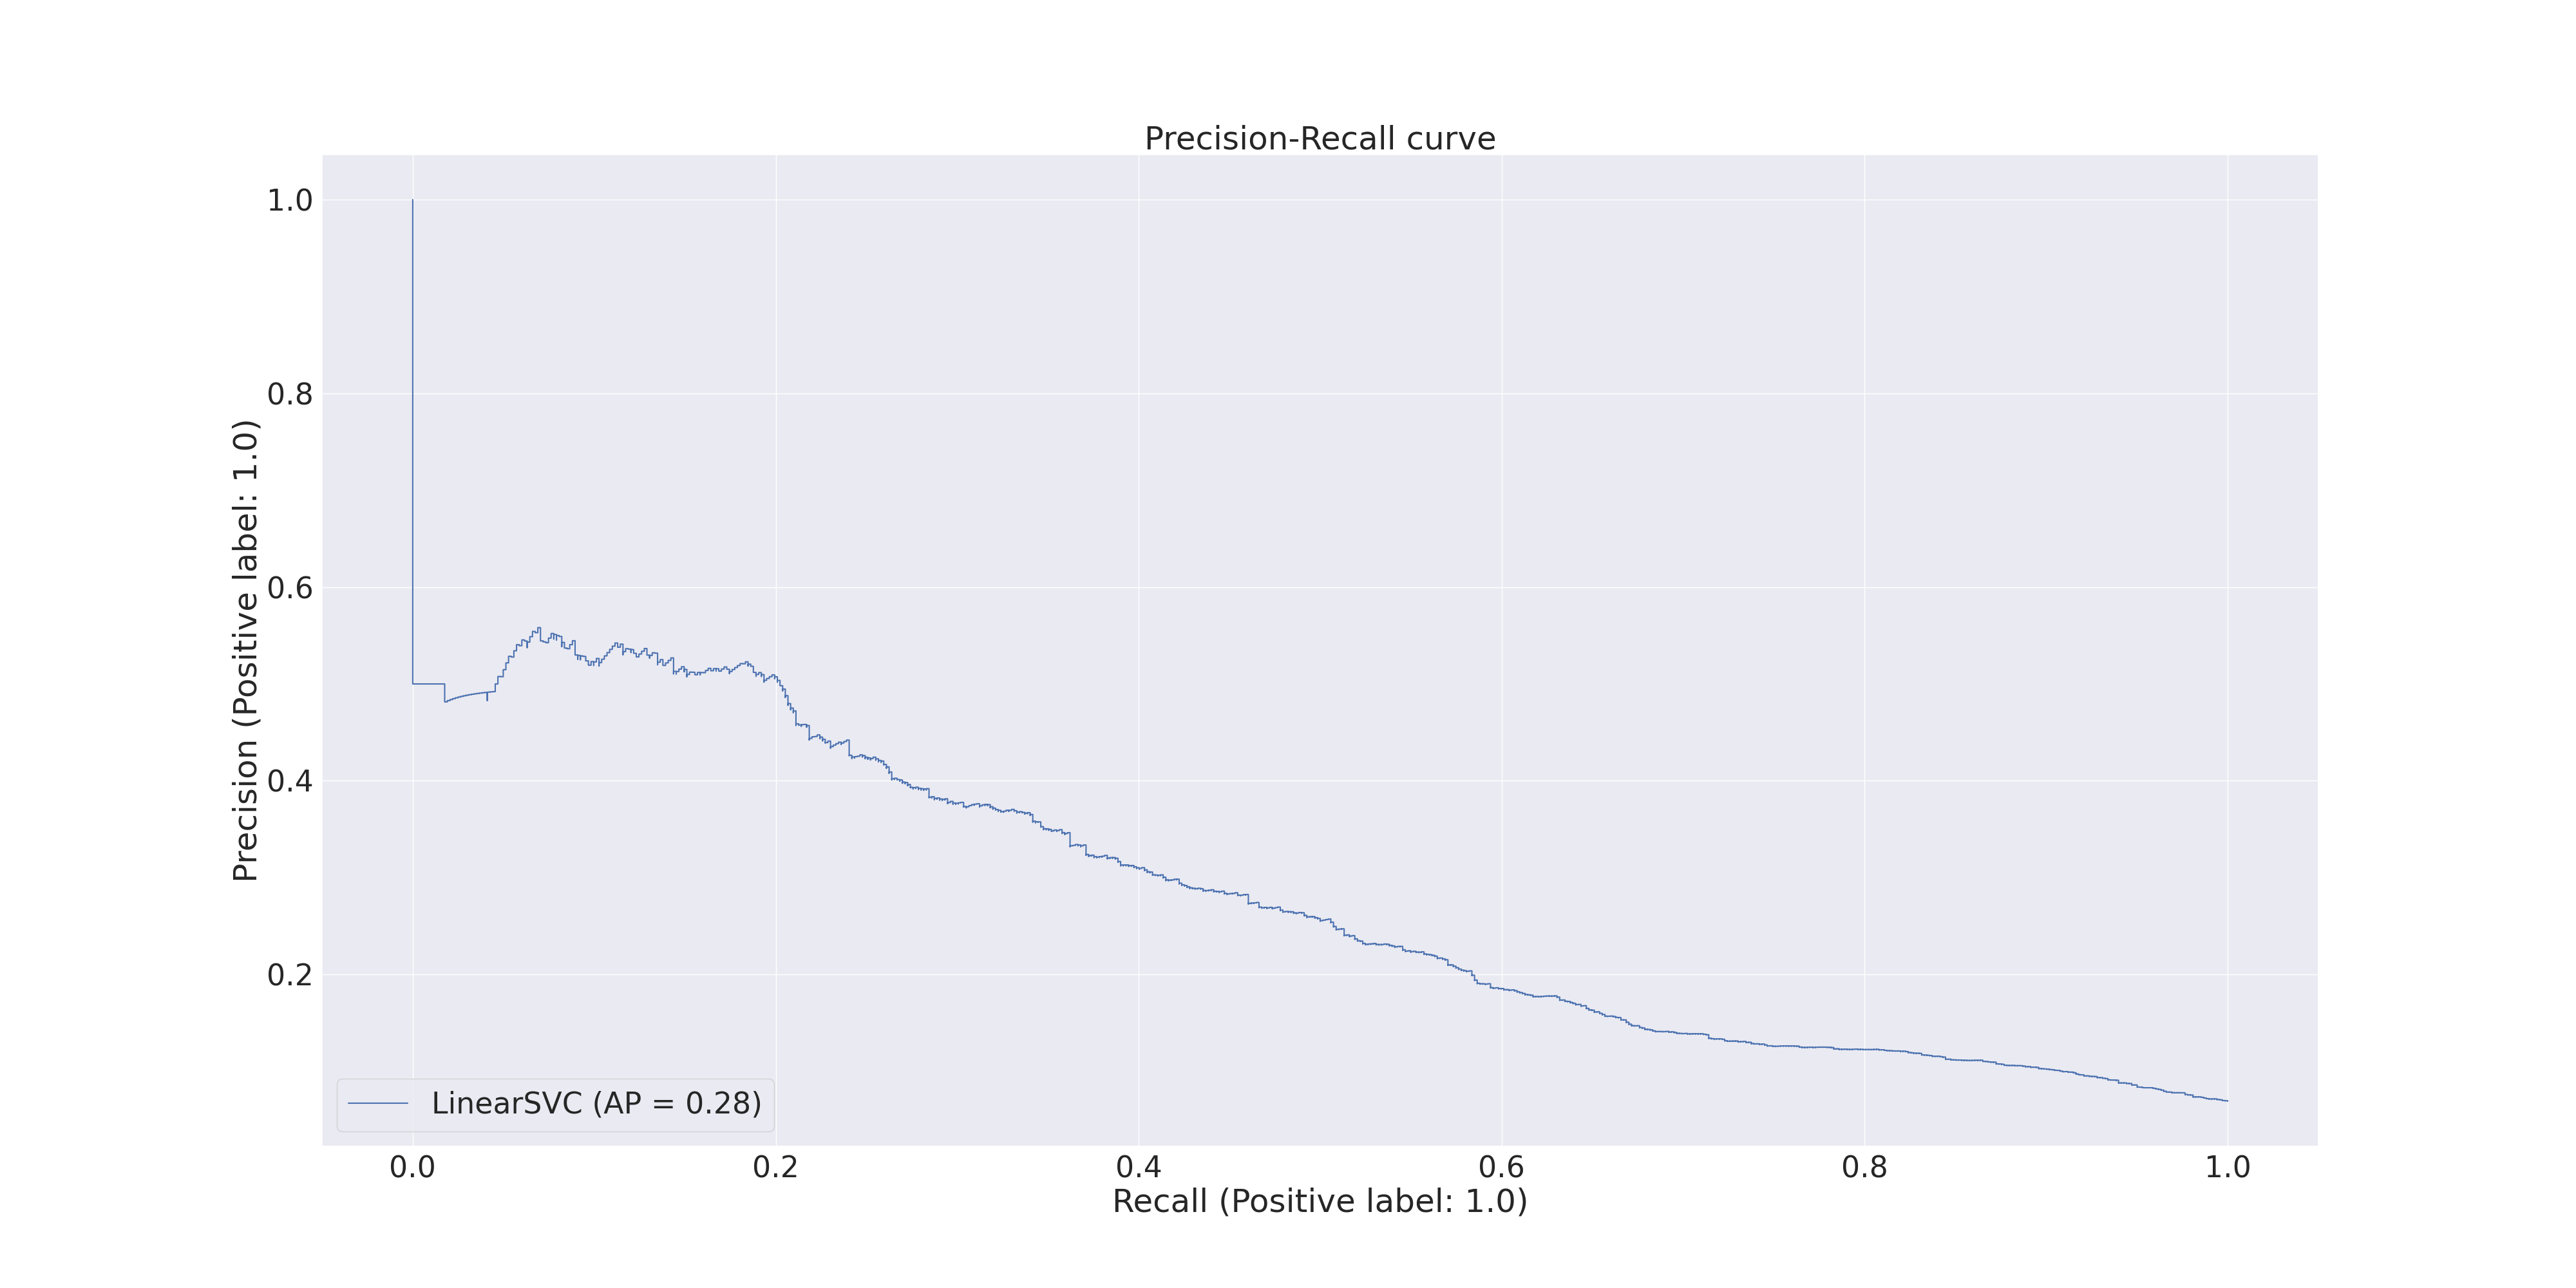 Precision-Recall curve
1.0
0.8
0.6
0.4
0.2
Precision (Positive label: 1.0)
LinearSVC (AP = 0.28)
0.0 0.2 0.4 0.6 0.8 1.0
Recall (Positive label: 1.0)